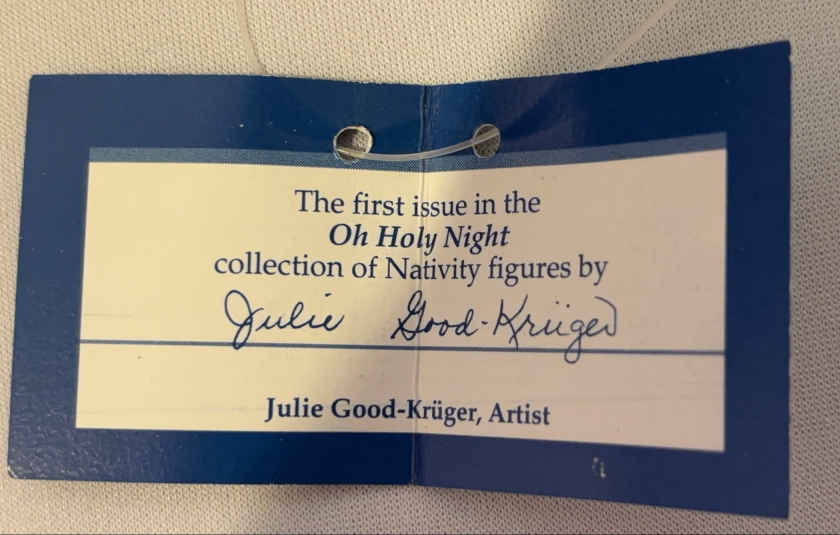 The first issue in the
Oh Holy Night
collection of Nativity figures by
Julie Good-Krüger
Julie Good-Krüger, Artist